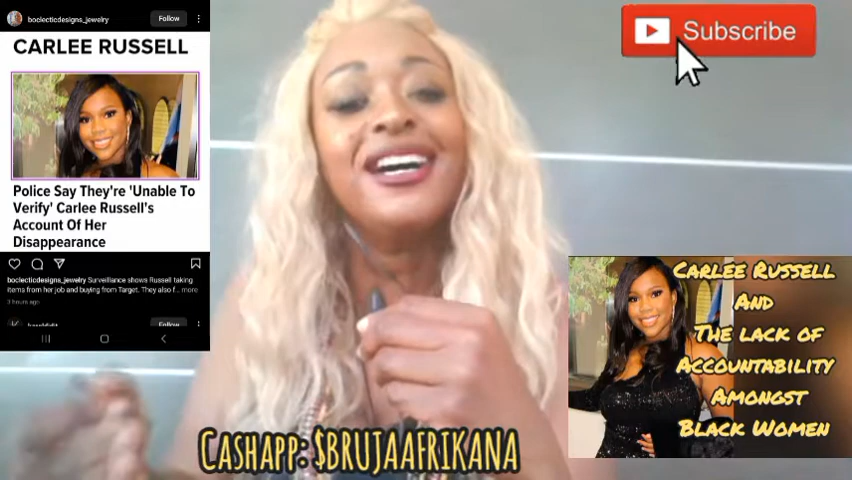 boclecticdesigns_jewelry
Follow
CARLEE RUSSELL
Police Say They're 'Unable To
Verify' Carlee Russell's
Account Of Her
Disappearance
boclecticdesigns_jewelry Surveillance shows Russell taking
items from her job and buying from Target. They also f... more
3 hours ago
Follow
Subscribe
Carlee Russell
And
The lack of
Accountability
Amongst
Black Women
Cashapp: $BRUJAAFRIKANA